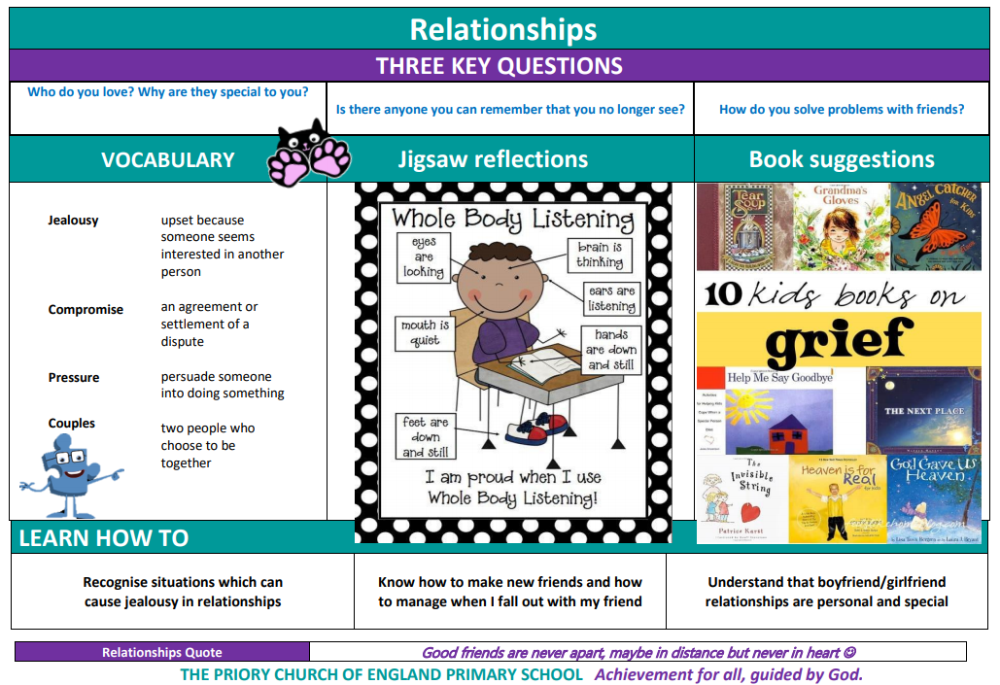 Relationships
THREE KEY QUESTIONS
Who do you love? Why are they special to you?
Is there anyone you can remember that you no longer see?
How do you solve problems with friends?
VOCABULARY
Jigsaw reflections
Book suggestions
Jealousy
upset because
someone seems
interested in another
person
Compromise
an agreement or
settlement of a
dispute
Pressure
persuade someone
into doing something
Couples
two people who
choose to be
together
Whole Body Listening
eyes
are
looking
brain is
thinking
ears are
listening
mouth is
quiet
hands
are down
and still
feet are
down
and still
I am proud when I use
Whole Body Listening!
Tear
Soup
Grandma's
Gloves
ANGEL CATCHER
for Kids
10 kids books on
grief
Help Me Say Goodbye
THE NEXT PLACE
The
Invisible
String
Patrice Karst
Heaven is for
Real
for kids
God Gave Us
Heaven
LEARN HOW TO
Recognise situations which can
cause jealousy in relationships
Know how to make new friends and how
to manage when I fall out with my friend
Understand that boyfriend/girlfriend
relationships are personal and special
Relationships Quote
Good friends are never apart, maybe in distance but never in heart ☺
THE PRIORY CHURCH OF ENGLAND PRIMARY SCHOOL Achievement for all, guided by God.